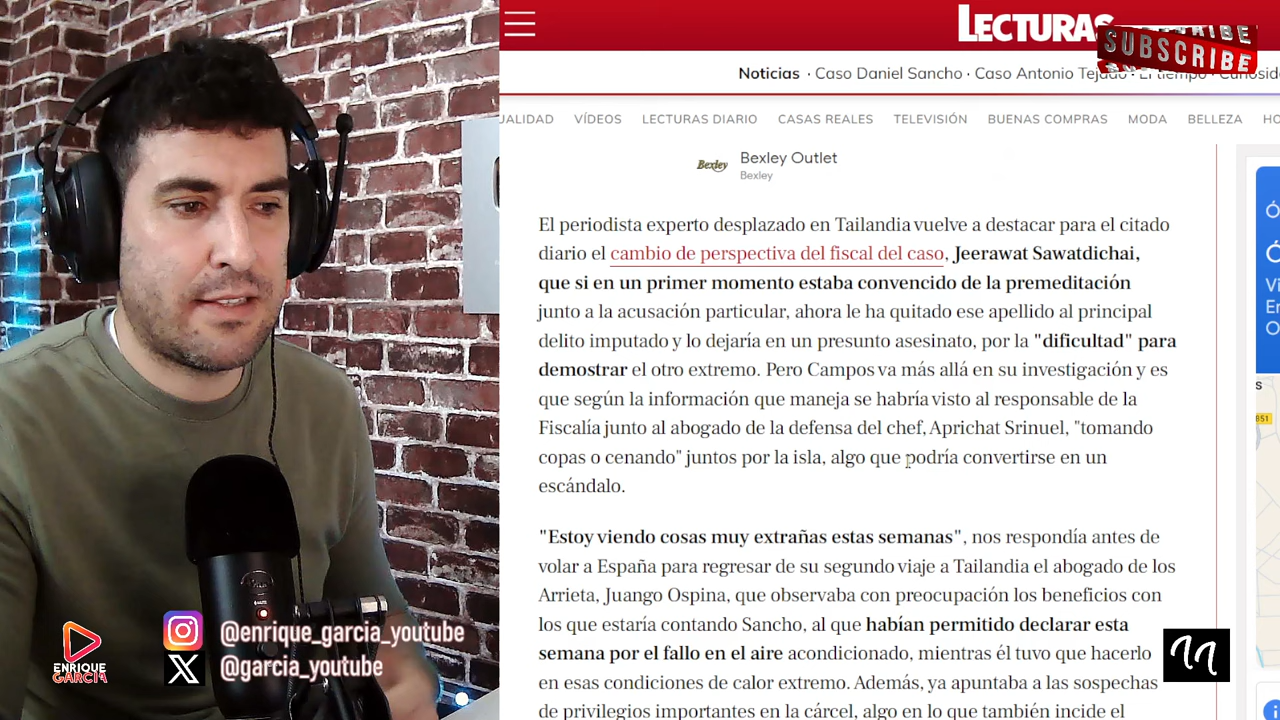 LECTURAS
SUBSCRIBE
Noticias · Caso Daniel Sancho · Caso Antonio Tejado · El tiempo · Curiosid
UALIDAD VÍDEOS LECTURAS DIARIO CASAS REALES TELEVISIÓN BUENAS COMPRAS MODA BELLEZA HO
Bexley Bexley Outlet
Bexley
El periodista experto desplazado en Tailandia vuelve a destacar para el citado
diario el cambio de perspectiva del fiscal del caso, Jeerawat Sawatdichai,
que si en un primer momento estaba convencido de la premeditación
junto a la acusación particular, ahora le ha quitado ese apellido al principal
delito imputado y lo dejaría en un presunto asesinato, por la "dificultad" para
demostrar el otro extremo. Pero Campos va más allá en su investigación y es
que según la información que maneja se habría visto al responsable de la
Fiscalía junto al abogado de la defensa del chef, Aprichat Srinuel, "tomando
copas o cenando" juntos por la isla, algo que podría convertirse en un
escándalo.
"Estoy viendo cosas muy extrañas estas semanas", nos respondía antes de
volar a España para regresar de su segundo viaje a Tailandia el abogado de los
Arrieta, Juango Ospina, que observaba con preocupación los beneficios con
los que estaría contando Sancho, al que habían permitido declarar esta
semana por el fallo en el aire acondicionado, mientras él tuvo que hacerlo
en esas condiciones de calor extremo. Además, ya apuntaba a las sospechas
de privilegios importantes en la cárcel, algo en lo que también incide el
Ó
Ó
Vi
En
O
s
851
ENRIQUE
GARCIA
@enrique_garcia_youtube
@garcia_youtube